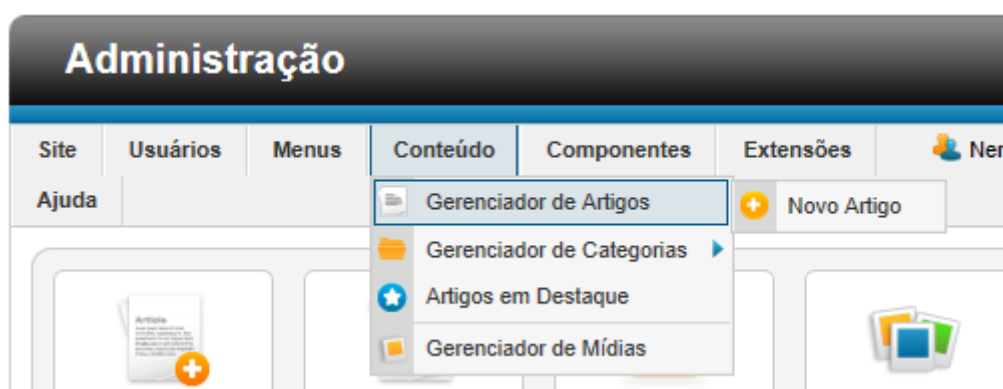 Administração
Site Usuários Menus Conteúdo Componentes Extensões
Ajuda
Gerenciador de Artigos Novo Artigo
Gerenciador de Categorias
Artigos em Destaque
Gerenciador de Mídias
Article